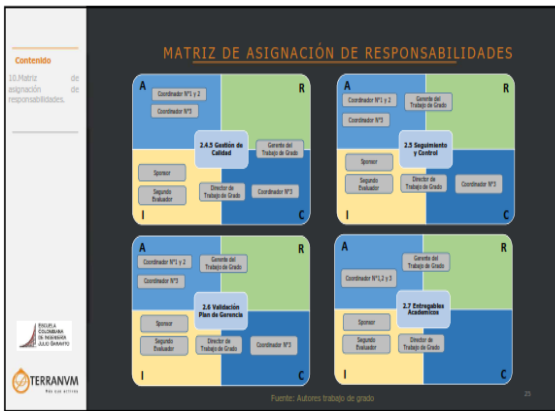 Contenido
10.Matriz de
asignación de
responsabilidades.
MATRIZ DE ASIGNACIÓN DE RESPONSABILIDADES
A
R
Coordinador N°1 y 2
Coordinador N°3
2.4.5 Gestión de
Calidad
Gerente del
Trabajo de Grado
Sponsor
Segundo
Evaluador
Director de
Trabajo de Grado
Coordinador N°3
I
C
A
R
Coordinador N°1 y 2
Gerente del
Trabajo de Grado
Coordinador N°3
2.5 Seguimiento
y Control
Sponsor
Segundo
Evaluador
Director de
Trabajo de Grado
Coordinador N°3
I
C
A
R
Coordinador N°1 y 2
Gerente del
Trabajo de Grado
Coordinador N°3
2.6 Validación
Plan de Gerencia
Sponsor
Segundo
Evaluador
Director de
Trabajo de Grado
Coordinador N°3
I
C
A
R
Gerente del
Trabajo de Grado
Coordinador N°1,2 y 3
2.7 Entregables
Académicos
Sponsor
Segundo
Evaluador
Director de
Trabajo de Grado
I
C
ESCUELA
COLOMBIANA
DE INGENIERÍA
JULIO GARAVITO
TERRANVM
Fuente: Autores trabajo de grado